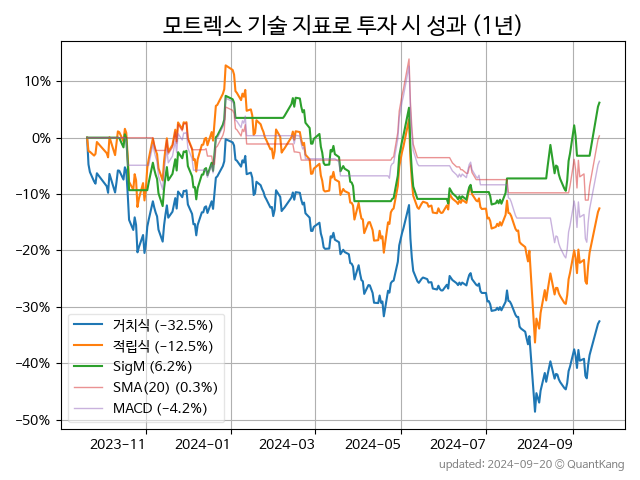 모트렉스 기술 지표로 투자 시 성과 (1년)
10%
0%
−10%
−20%
−30%
−40%
−50%
거치식 (−32.5%)
적립식 (−12.5%)
SigM (6.2%)
SMA(20) (0.3%)
MACD (−4.2%)
2023-11 2024-01 2024-03 2024-05 2024-07 2024-09
updated: 2024-09-20 ⓒ QuantKang